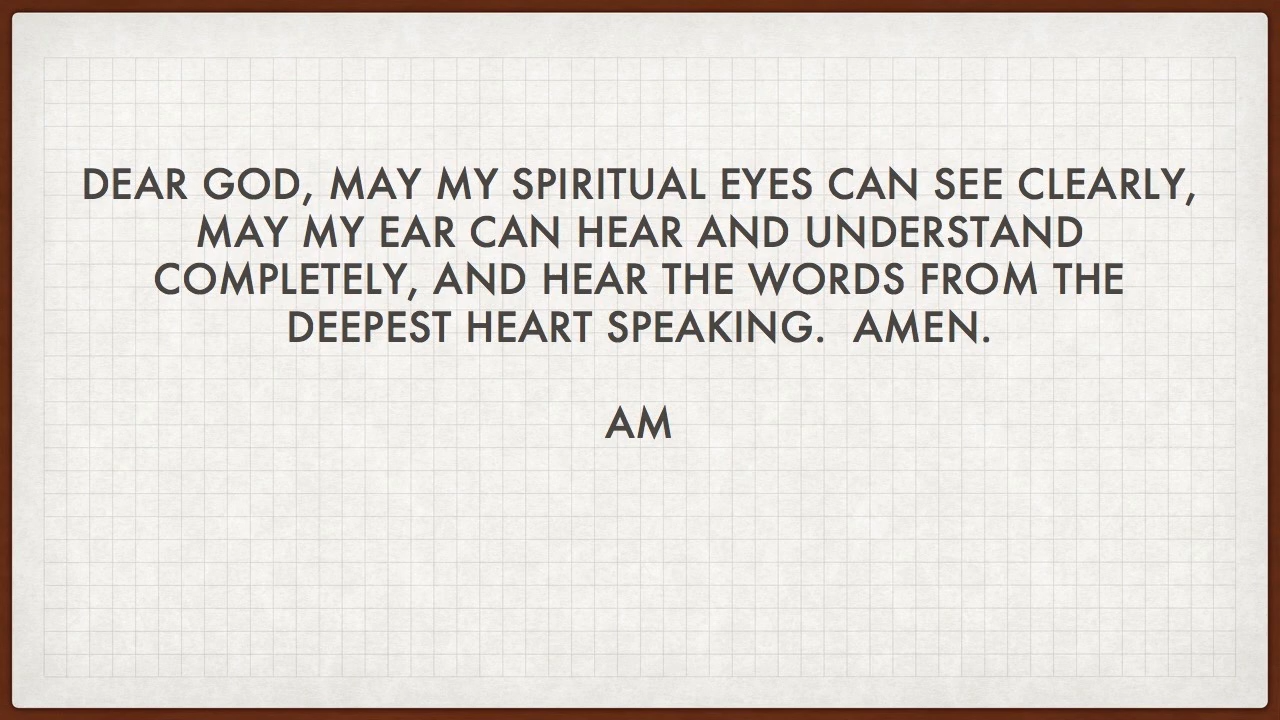 DEAR GOD, MAY MY SPIRITUAL EYES CAN SEE CLEARLY,
MAY MY EAR CAN HEAR AND UNDERSTAND
COMPLETELY, AND HEAR THE WORDS FROM THE
DEEPEST HEART SPEAKING.  AMEN.
AM